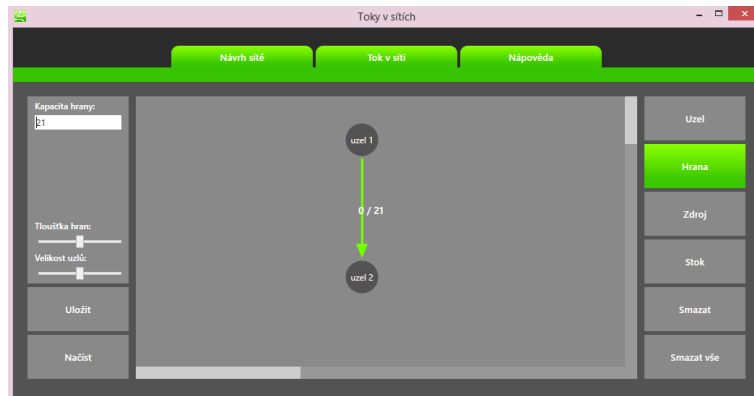 Toky v sítích
Návrh sítě
Tok v síti
Nápověda
Kapacita hrany:
21
Tloušťka hran:
Velikost uzlů:
Uložit
Načíst
uzel 1
0 / 21
uzel 2
Uzel
Hrana
Zdroj
Stok
Smazat
Smazat vše